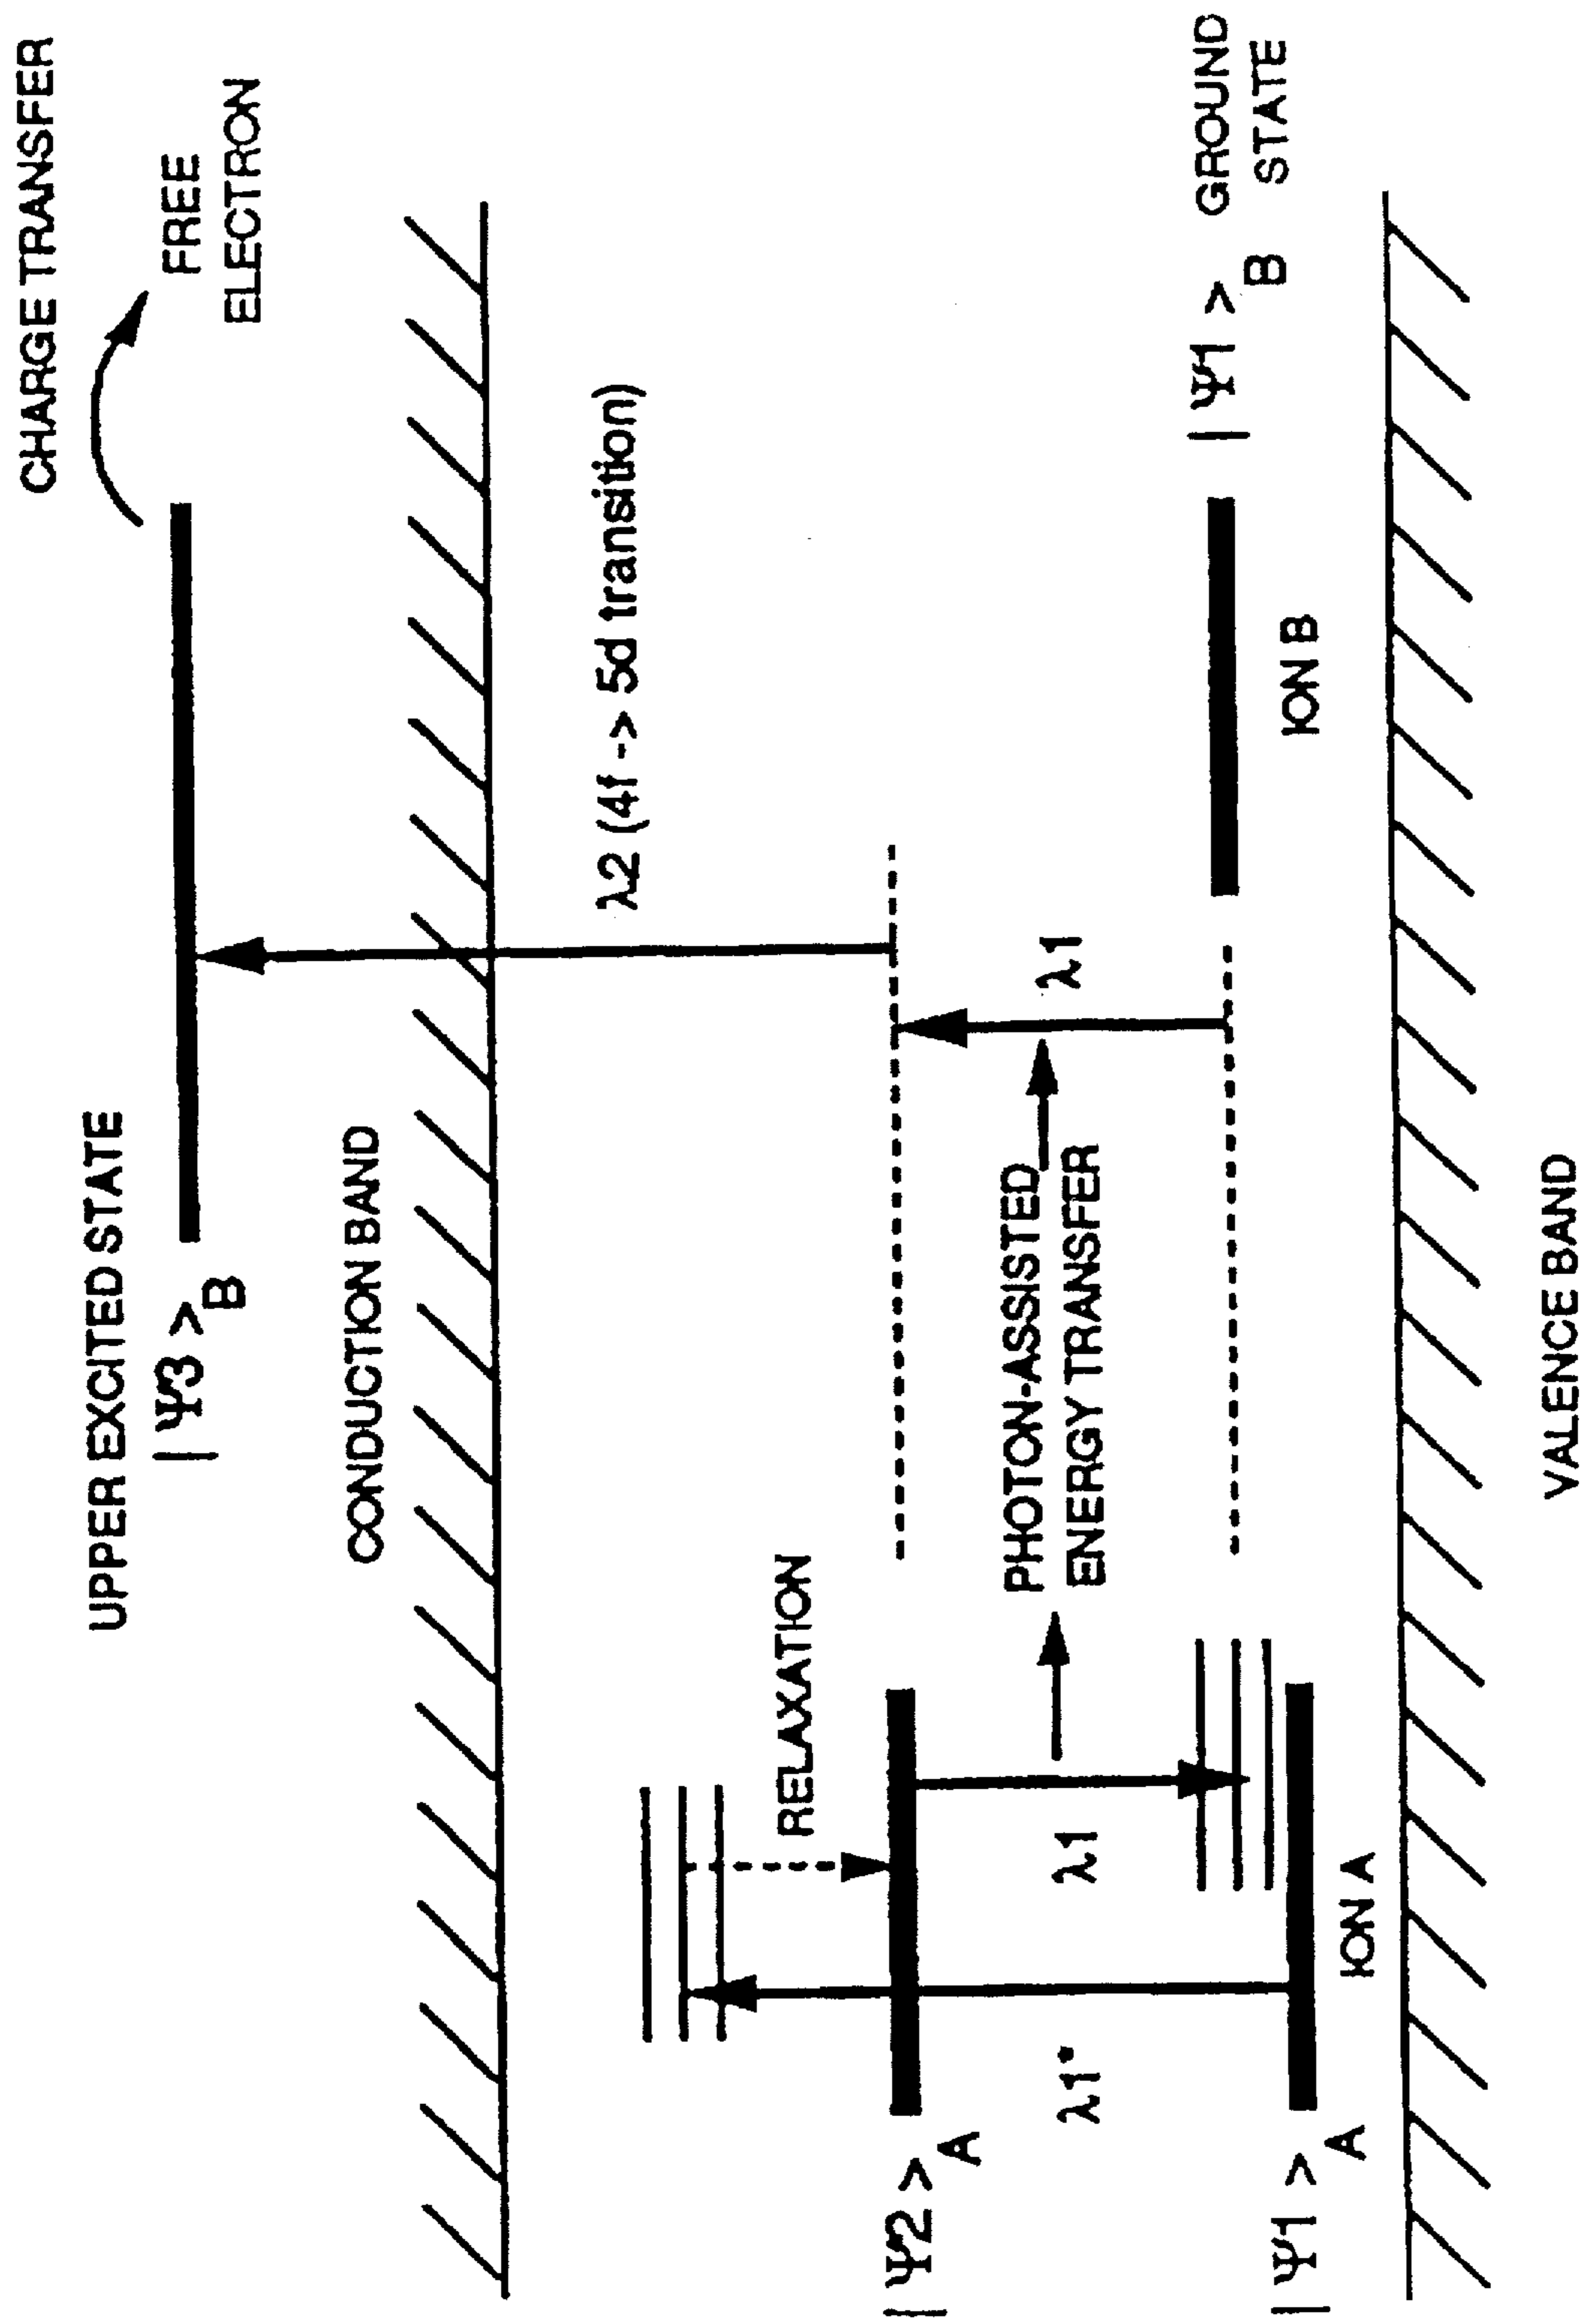 CHARGE TRANSFER
UPPER EXCITED STATE
| Ψ3 >B
FREE
ELECTRON
CONDUCTION BAND
λ2 (4f -> 5d transition)
RELAXATION
| Ψ2 >A
λ1*
λ1
PHOTON-ASSISTED
ENERGY TRANSFER
λ1
| Ψ1 >B
GROUND
STATE
| Ψ1 >A
ION A
ION B
VALENCE BAND